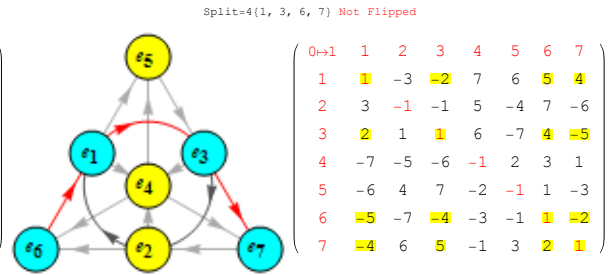 Split=4{1, 3, 6, 7} Not Flipped
e5
e1 e3
e4
e6 e2 e7
0↦1 1 2 3 4 5 6 7
1 1 −3 −2 7 6 5 4
2 3 −1 −1 5 −4 7 −6
3 2 1 1 6 −7 4 −5
4 −7 −5 −6 −1 2 3 1
5 −6 4 7 −2 −1 1 −3
6 −5 −7 −4 −3 −1 1 −2
7 −4 6 5 −1 3 2 1